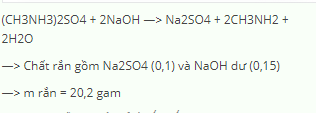 (CH3NH3)2SO4 + 2NaOH —> Na2SO4 + 2CH3NH2 +
2H2O
—> Chất rắn gồm Na2SO4 (0,1) và NaOH dư (0,15)
—> m rắn = 20,2 gam